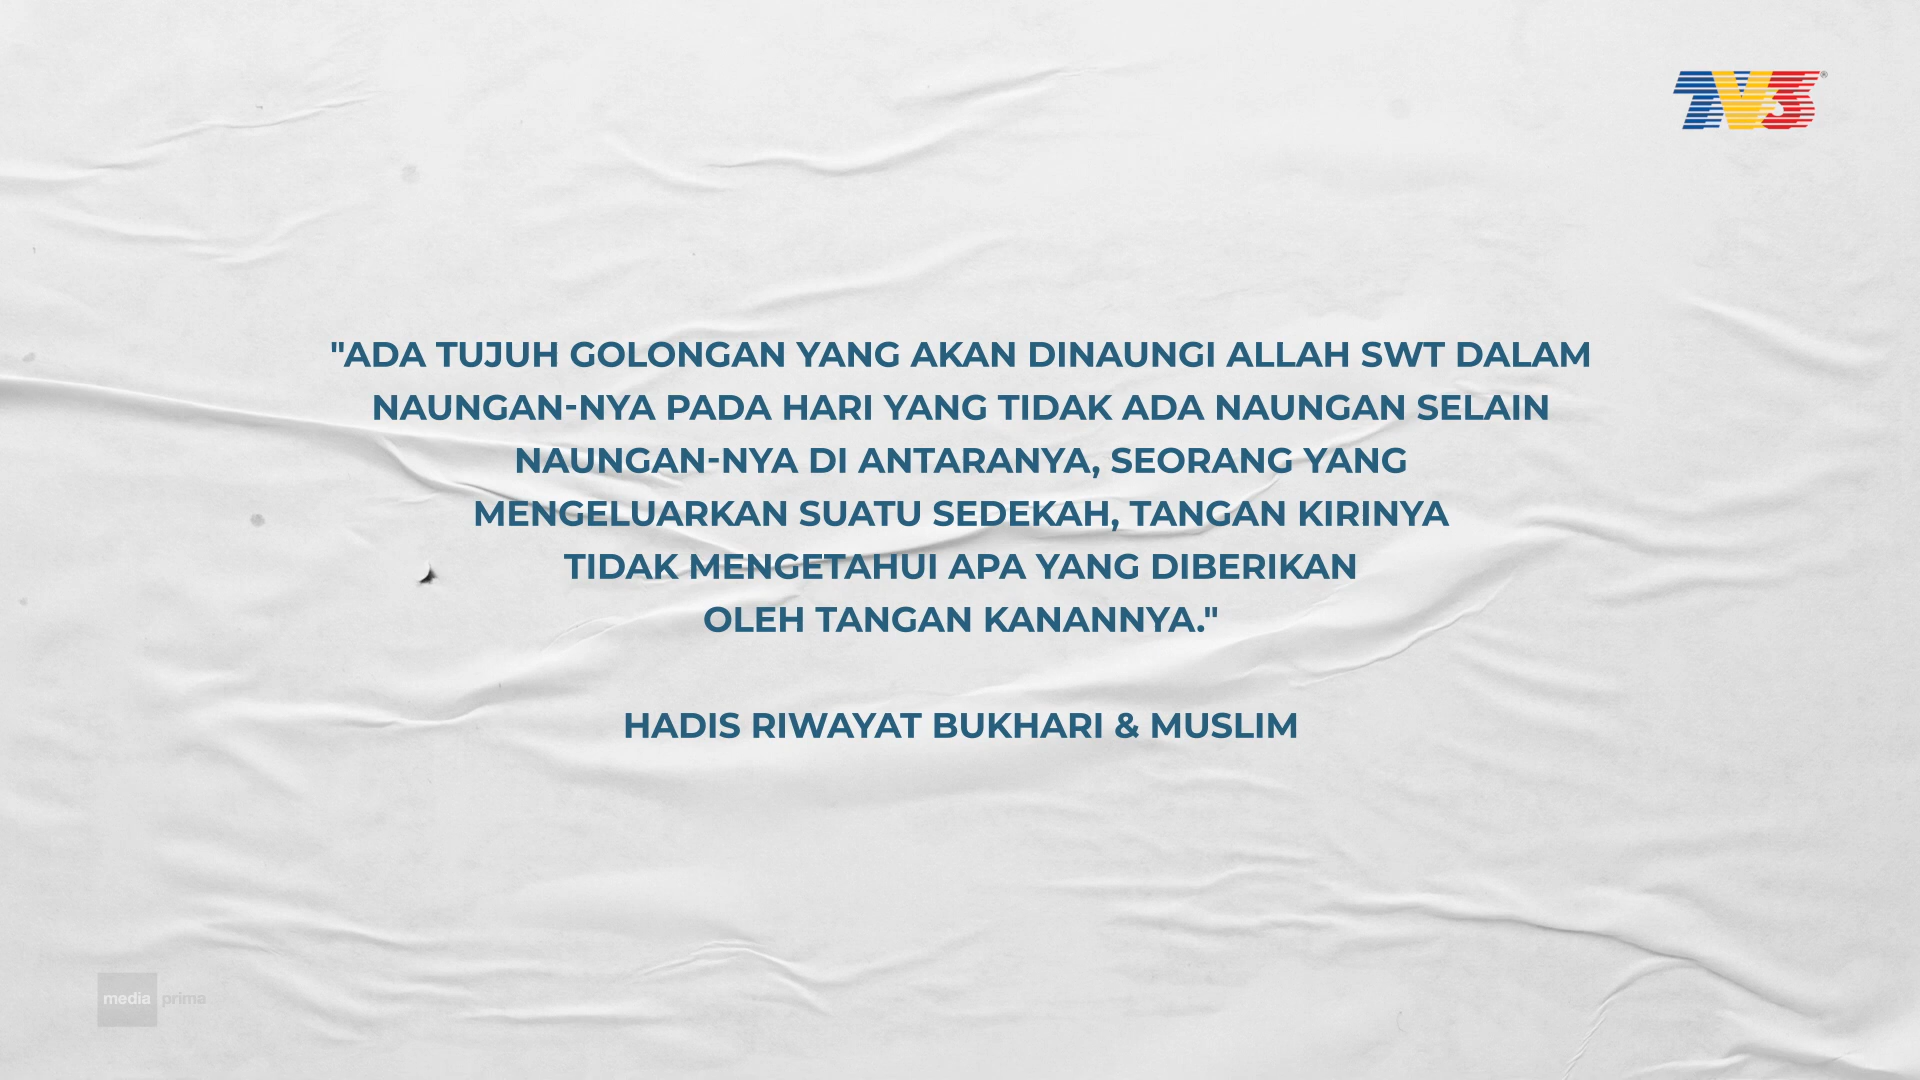 TV3®
"ADA TUJUH GOLONGAN YANG AKAN DINAUNGI ALLAH SWT DALAM
NAUNGAN-NYA PADA HARI YANG TIDAK ADA NAUNGAN SELAIN
NAUNGAN-NYA DI ANTARANYA, SEORANG YANG
MENGELUARKAN SUATU SEDEKAH, TANGAN KIRINYA
TIDAK MENGETAHUI APA YANG DIBERIKAN
OLEH TANGAN KANANNYA."
HADIS RIWAYAT BUKHARI & MUSLIM
media prima